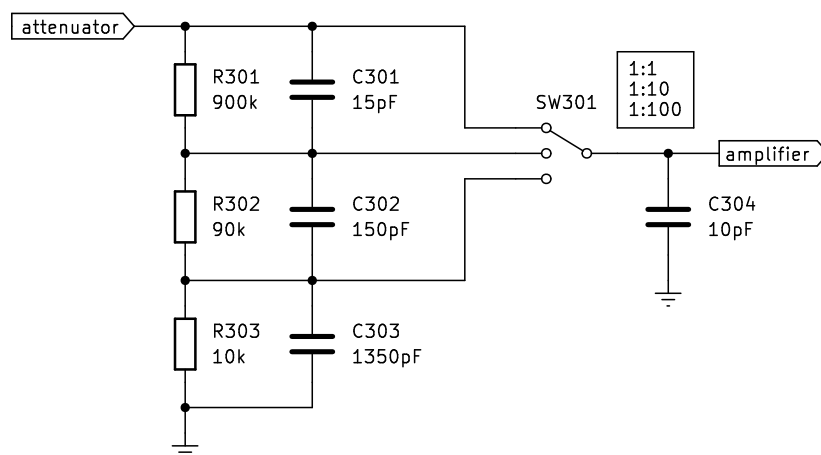 attenuator
R301
900k
C301
15pF
SW301
1:1
1:10
1:100
amplifier
R302
90k
C302
150pF
C304
10pF
R303
10k
C303
1350pF